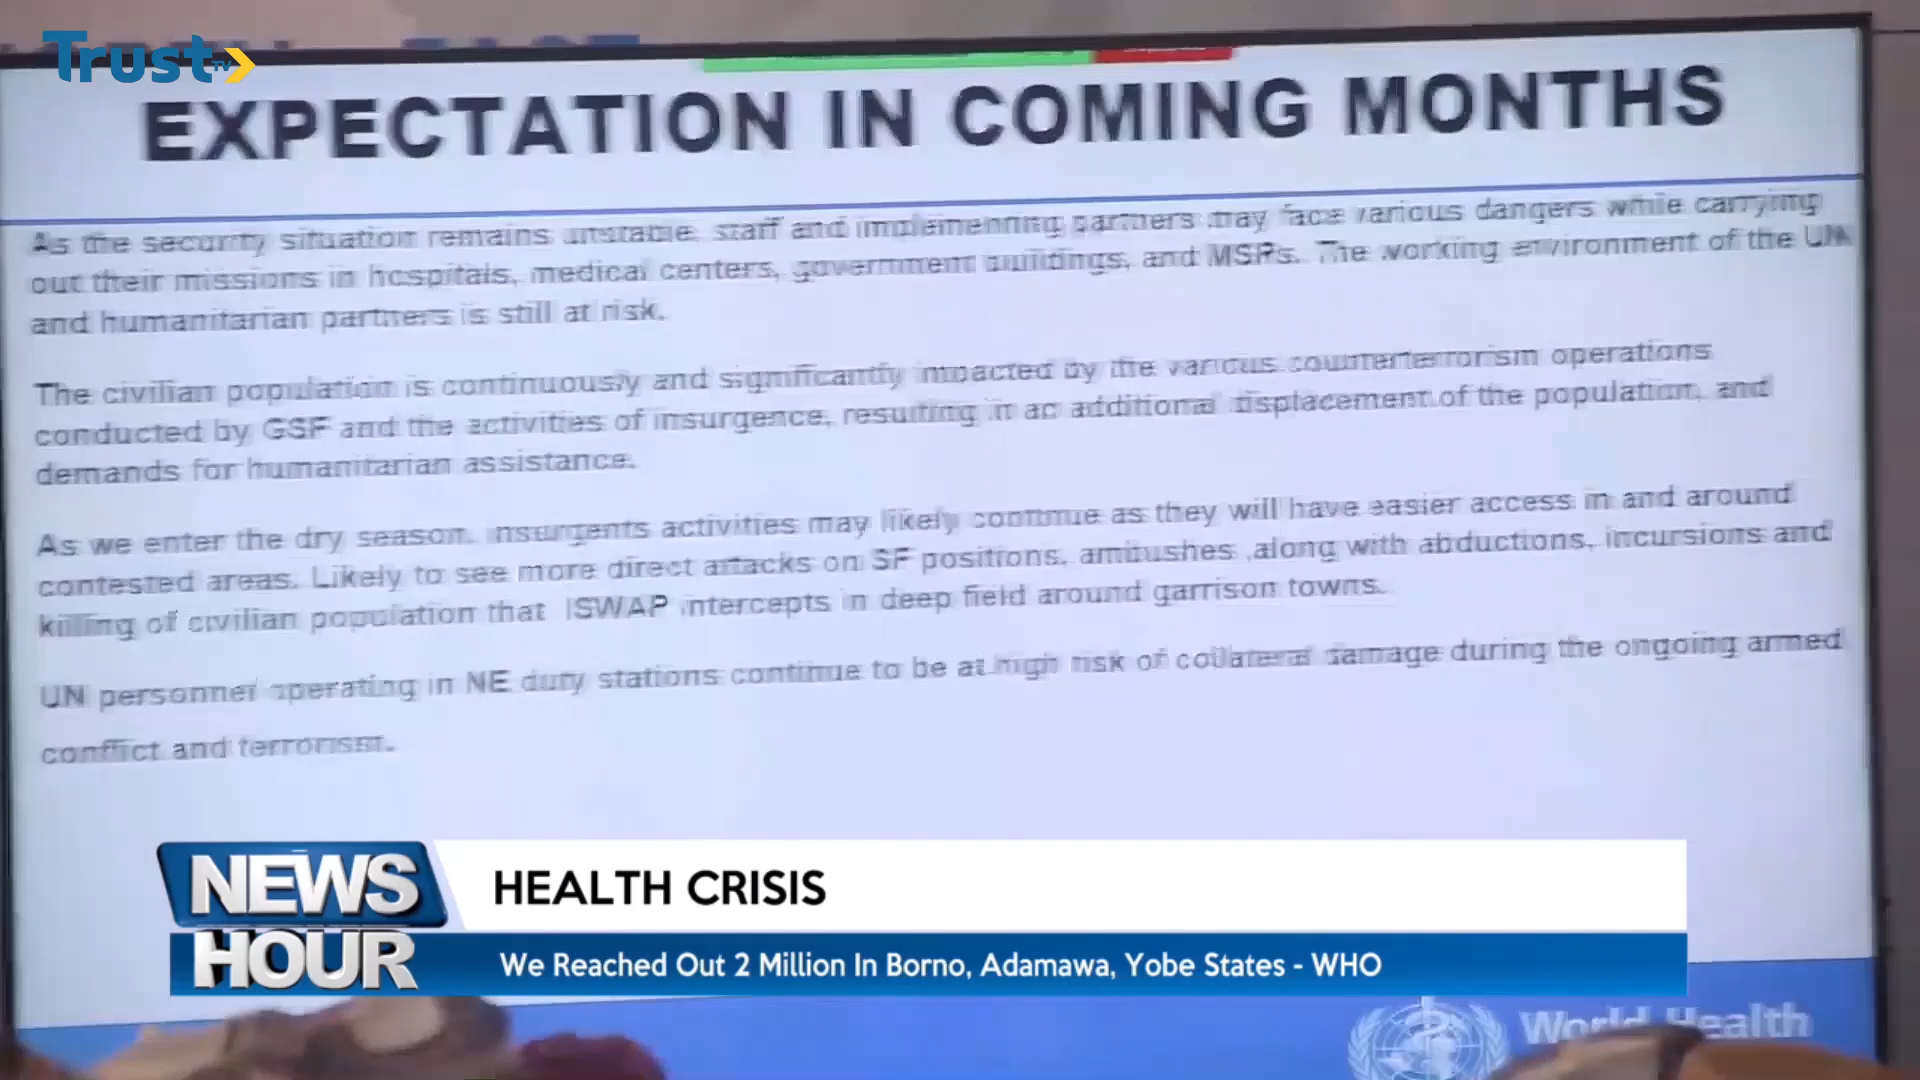 Trust TV
EXPECTATION IN COMING MONTHS
As the security situation remains unstable, staff and implementing partners may face various dangers while carrying
out their missions in hospitals, medical centers, government buildings, and MSPs. The working environment of the UN
and humanitarian partners is still at risk.
The civilian population is continuously and significantly impacted by the various counterterrorism operations
conducted by GSF and the activities of insurgence, resulting in an additional displacement of the population, and
demands for humanitarian assistance.
As we enter the dry season, insurgents activities may likely continue as they will have easier access in and around
contested areas. Likely to see more direct attacks on SF positions, ambushes ,along with abductions, incursions and
killing of civilian population that ISWAP intercepts in deep field around garrison towns.
UN personnel operating in NE duty stations continue to be at high risk of collateral damage during the ongoing armed
conflict and terrorism.
NEWS
HOUR
HEALTH CRISIS
We Reached Out 2 Million In Borno, Adamawa, Yobe States - WHO
World Health